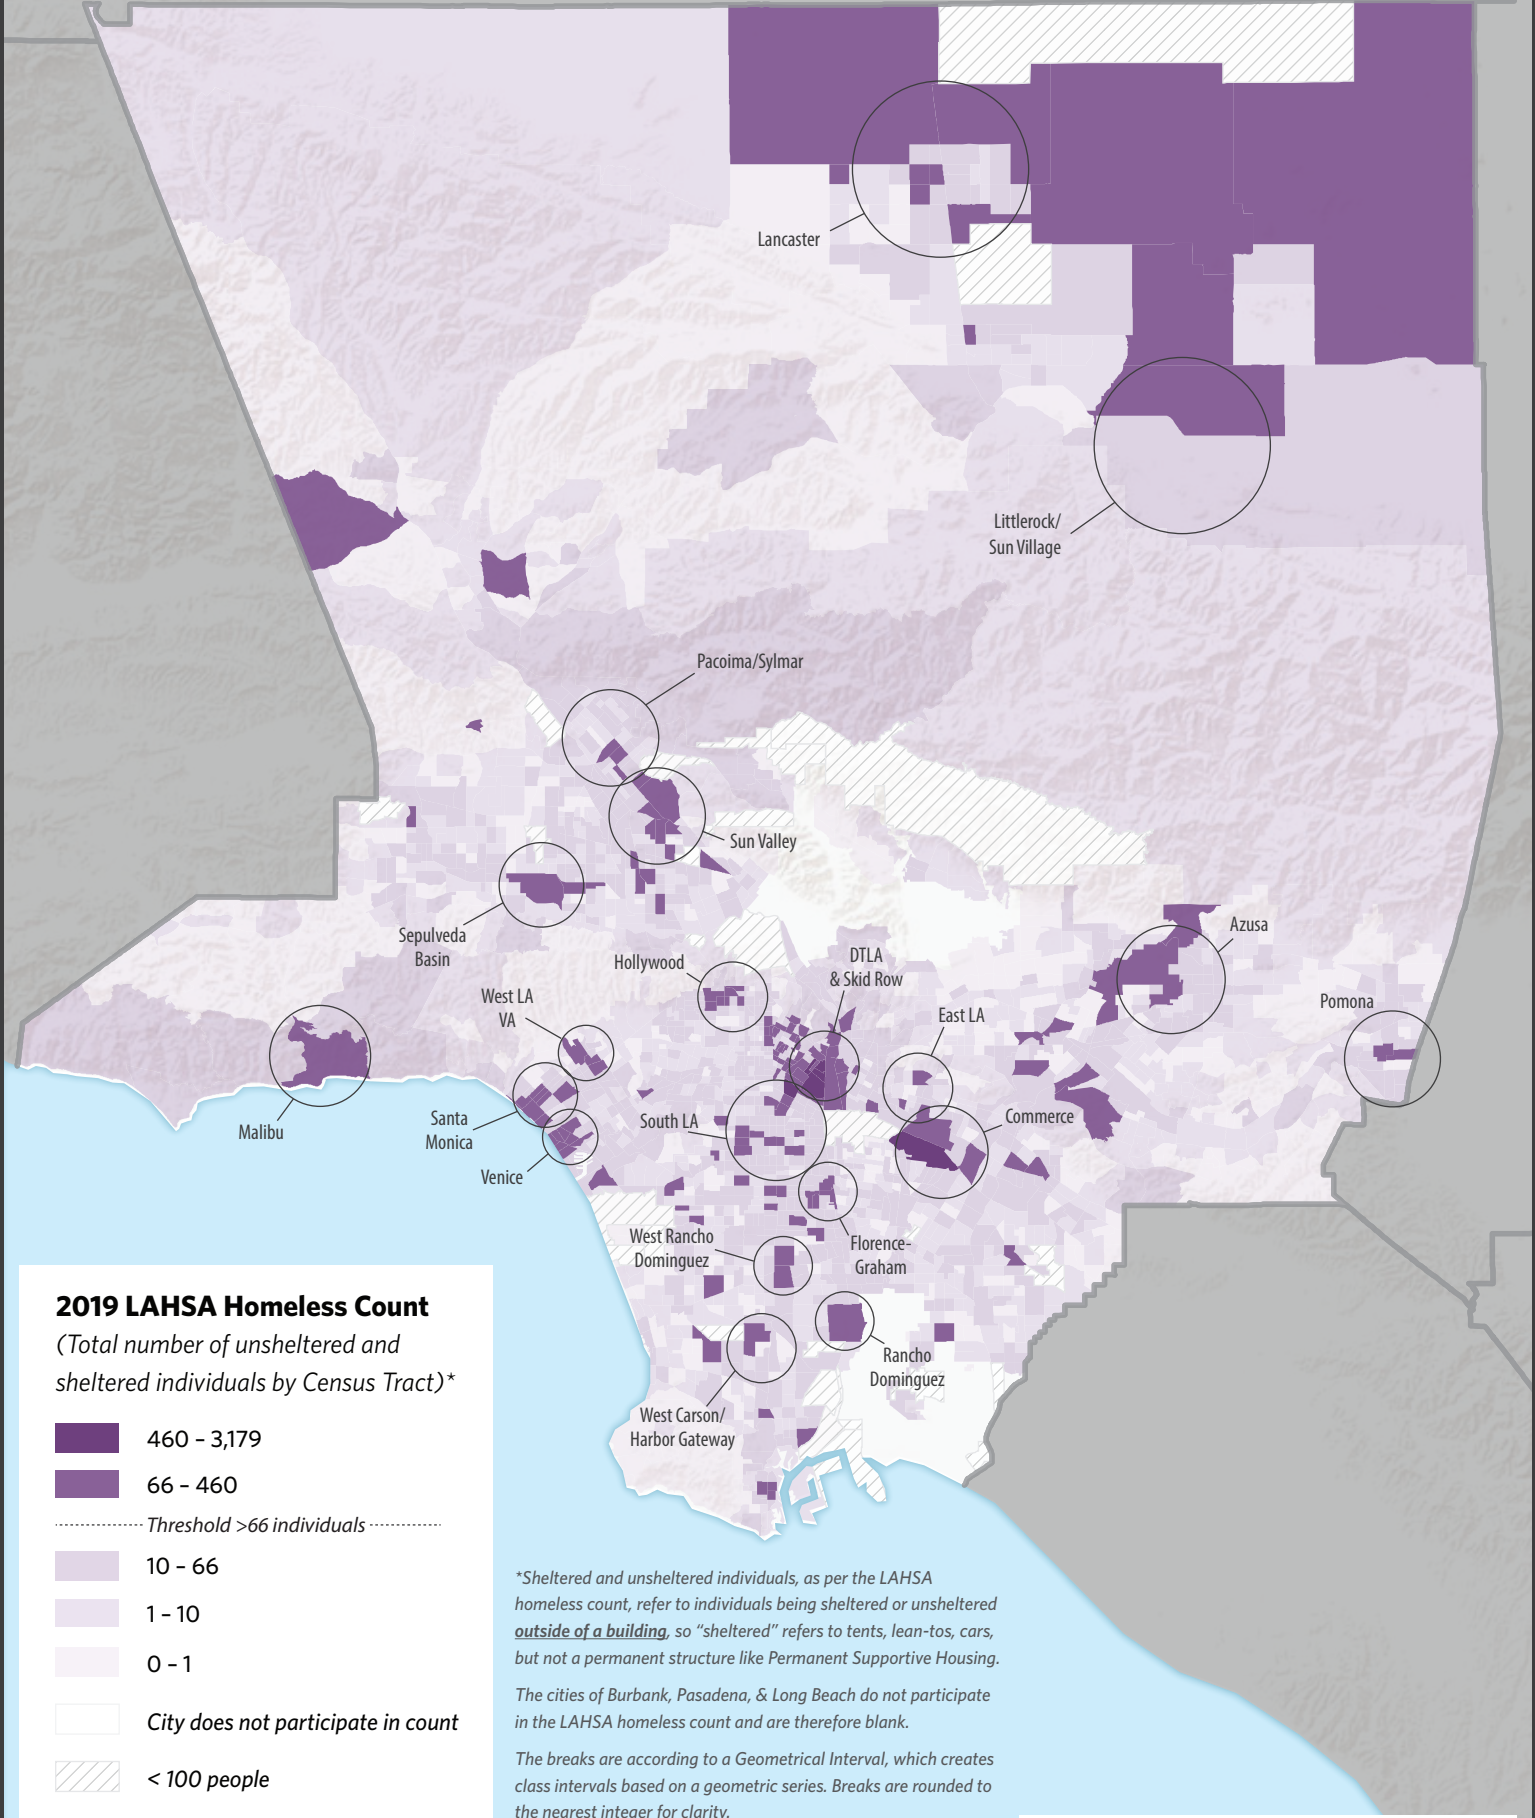 Lancaster
Littlerock/
Sun Village
Pacoima/Sylmar
Sun Valley
Sepulveda
Basin
Azusa
Hollywood
DTLA
& Skid Row
West LA
VA
East LA
Pomona
Malibu
Santa
Monica
South LA
Commerce
Venice
West Rancho
Dominguez
Florence-
Graham
Rancho
Dominguez
West Carson/
Harbor Gateway
2019 LAHSA Homeless Count
(Total number of unsheltered and
sheltered individuals by Census Tract)*
460 – 3,179
66 – 460
Threshold >66 individuals
10 – 66
1 – 10
0 – 1
City does not participate in count
< 100 people
*Sheltered and unsheltered individuals, as per the LAHSA
homeless count, refer to individuals being sheltered or unsheltered
outside of a building, so “sheltered” refers to tents, lean-tos, cars,
but not a permanent structure like Permanent Supportive Housing.
The cities of Burbank, Pasadena, & Long Beach do not participate
in the LAHSA homeless count and are therefore blank.
The breaks are according to a Geometrical Interval, which creates
class intervals based on a geometric series. Breaks are rounded to
the nearest integer for clarity.